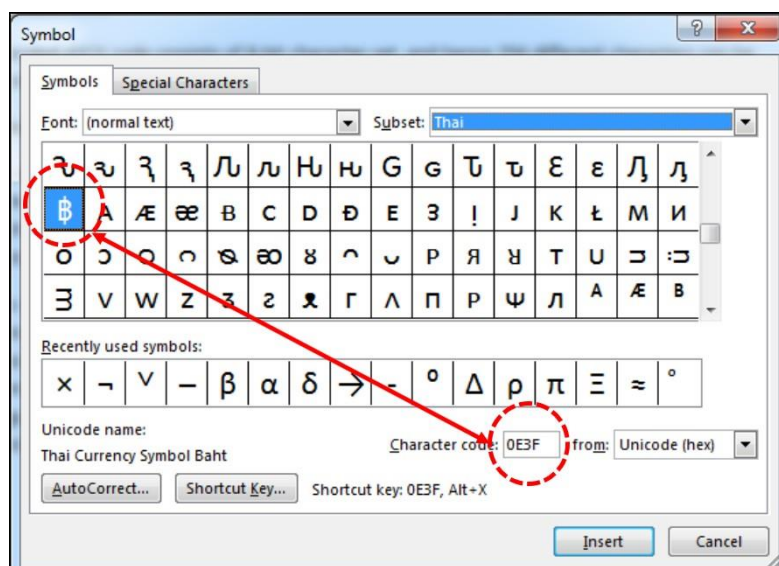 Symbol
Symbols Special Characters
Font: (normal text) Subset: Thai
Ԅ ԅ Ԇ ԇ Ԉ ԉ Ԋ ԋ Ԍ ԍ Ԏ ԏ Ԑ ԑ Ԓ ԓ
฿ ᴀ ᴁ ᴂ ᴃ ᴄ ᴅ ᴆ ᴇ ᴈ ᴉ ᴊ ᴋ ᴌ ᴍ ᴎ
ᴏ ᴐ ᴑ ᴒ ᴓ ᴔ ᴕ ᴖ ᴗ ᴘ ᴙ ᴚ ᴛ ᴜ ᴝ ᴞ
ᴟ ᴠ ᴡ ᴢ ᴣ ᴤ ᴥ ᴦ ᴧ ᴨ ᴩ ᴪ ᴫ ᴬ ᴭ ᴮ
Recently used symbols:
× ¬ ˅ – β α δ → - º Δ ρ π Ξ ≈ °
Unicode name:
Thai Currency Symbol Baht
Character code: 0E3F from: Unicode (hex)
AutoCorrect... Shortcut Key... Shortcut key: 0E3F, Alt+X
Insert Cancel